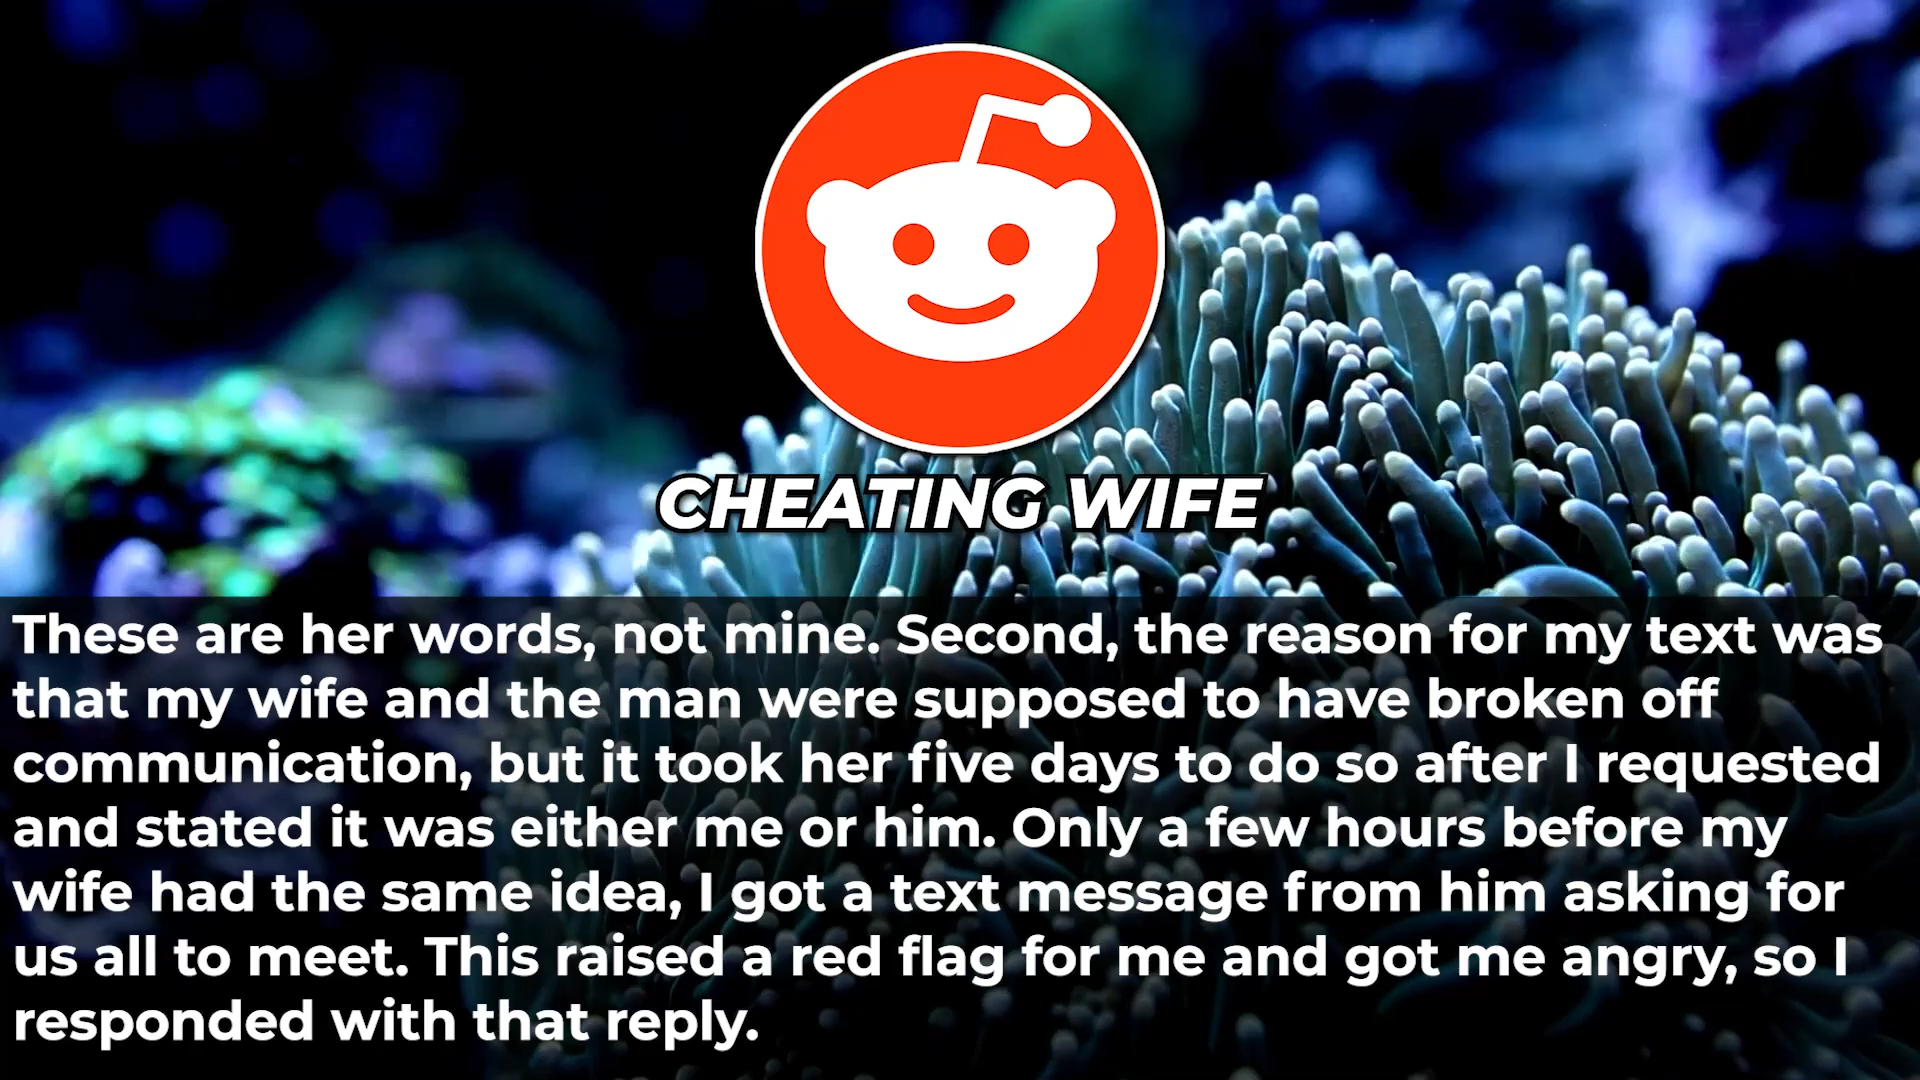 CHEATING WIFE
These are her words, not mine. Second, the reason for my text was
that my wife and the man were supposed to have broken off
communication, but it took her five days to do so after I requested
and stated it was either me or him. Only a few hours before my
wife had the same idea, I got a text message from him asking for
us all to meet. This raised a red flag for me and got me angry, so I
responded with that reply.